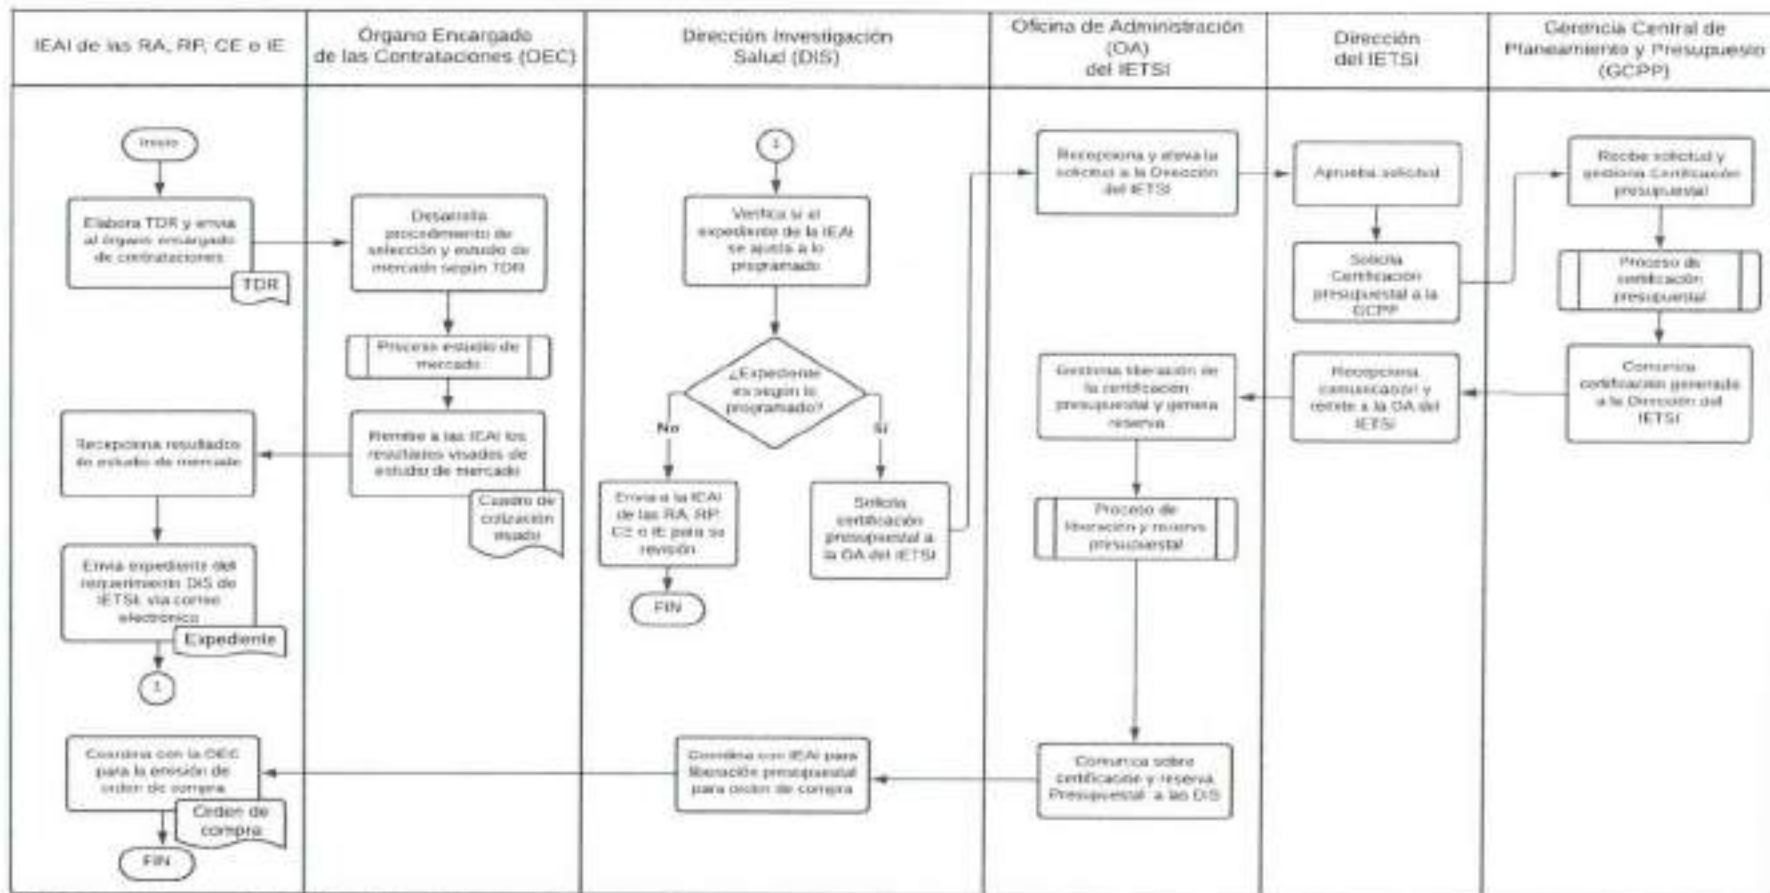 IEAI de las RA, RP, CE o IE
Órgano Encargado
de las Contrataciones (OEC)
Dirección Investigación
Salud (DIS)
Oficina de Administración
(OA)
del IETSI
Dirección
del IETSI
Gerencia Central de
Planeamiento y Presupuesto
(GCPP)
Inicio
Elabora TDR y envia
al órgano encargado
de contrataciones
TDR
Recepciona resultados
de estudio de mercado
Envia expediente del
requerimiento DIS de
IETSI, via correo
electrónico
Expediente
1
Coordina con la OEC
para la emisión de
orden de compra
Orden de
compra
FIN
Desarrolla
procedimiento de
selección y estudio de
mercado según TDR
Proceso estudio de
mercado
Remite a las IEAI los
resultados visados de
estudio de mercado
Cuadro de
cotización
visado
1
Verifica si el
expediente de la IEAI
se ajusta a lo
programado
¿Expediente
es según lo
programado?
No
Si
Envia a la IEAI
de las RA, RP,
CE o IE para su
revisión
FIN
Solicita
certificación
presupuestal a
la OA del IETSI
Coordina con IEAI para
liberación presupuestal
para orden de compra
Recepciona y eleva la
solicitud a la Dirección
del IETSI
Gestiona liberación de
la certificación
presupuestal y genera
reserva
Proceso de
liberación y reserva
presupuestal
Comunica sobre
certificación y reserva
Presupuestal a las DIS
Aprueba solicitud
Solicita
Certificación
presupuestal a la
GCPP
Recepciona
comunicación y
remite a la OA del
IETSI
Recibe solicitud y
gestiona Certificación
presupuestal
Proceso de
certificación
presupuestal
Comunica
certificación generada
a la Dirección del
IETSI